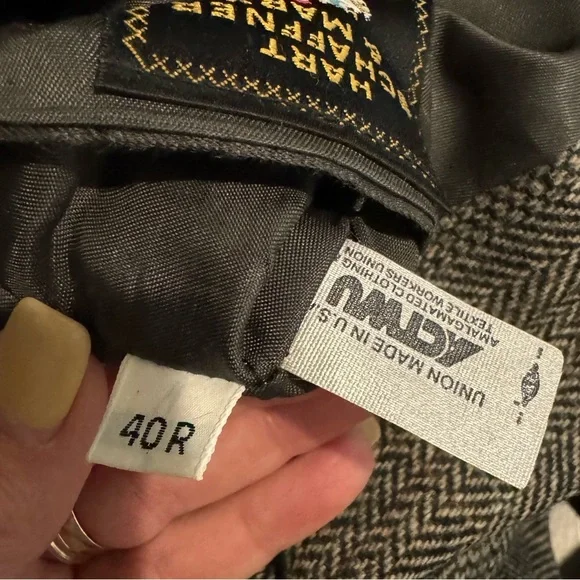 HART
SCHAFFNER
& MARX
ACTWU
AMALGAMATED CLOTHING
TEXTILE WORKERS UNION
UNION MADE IN U.S.A.
40R